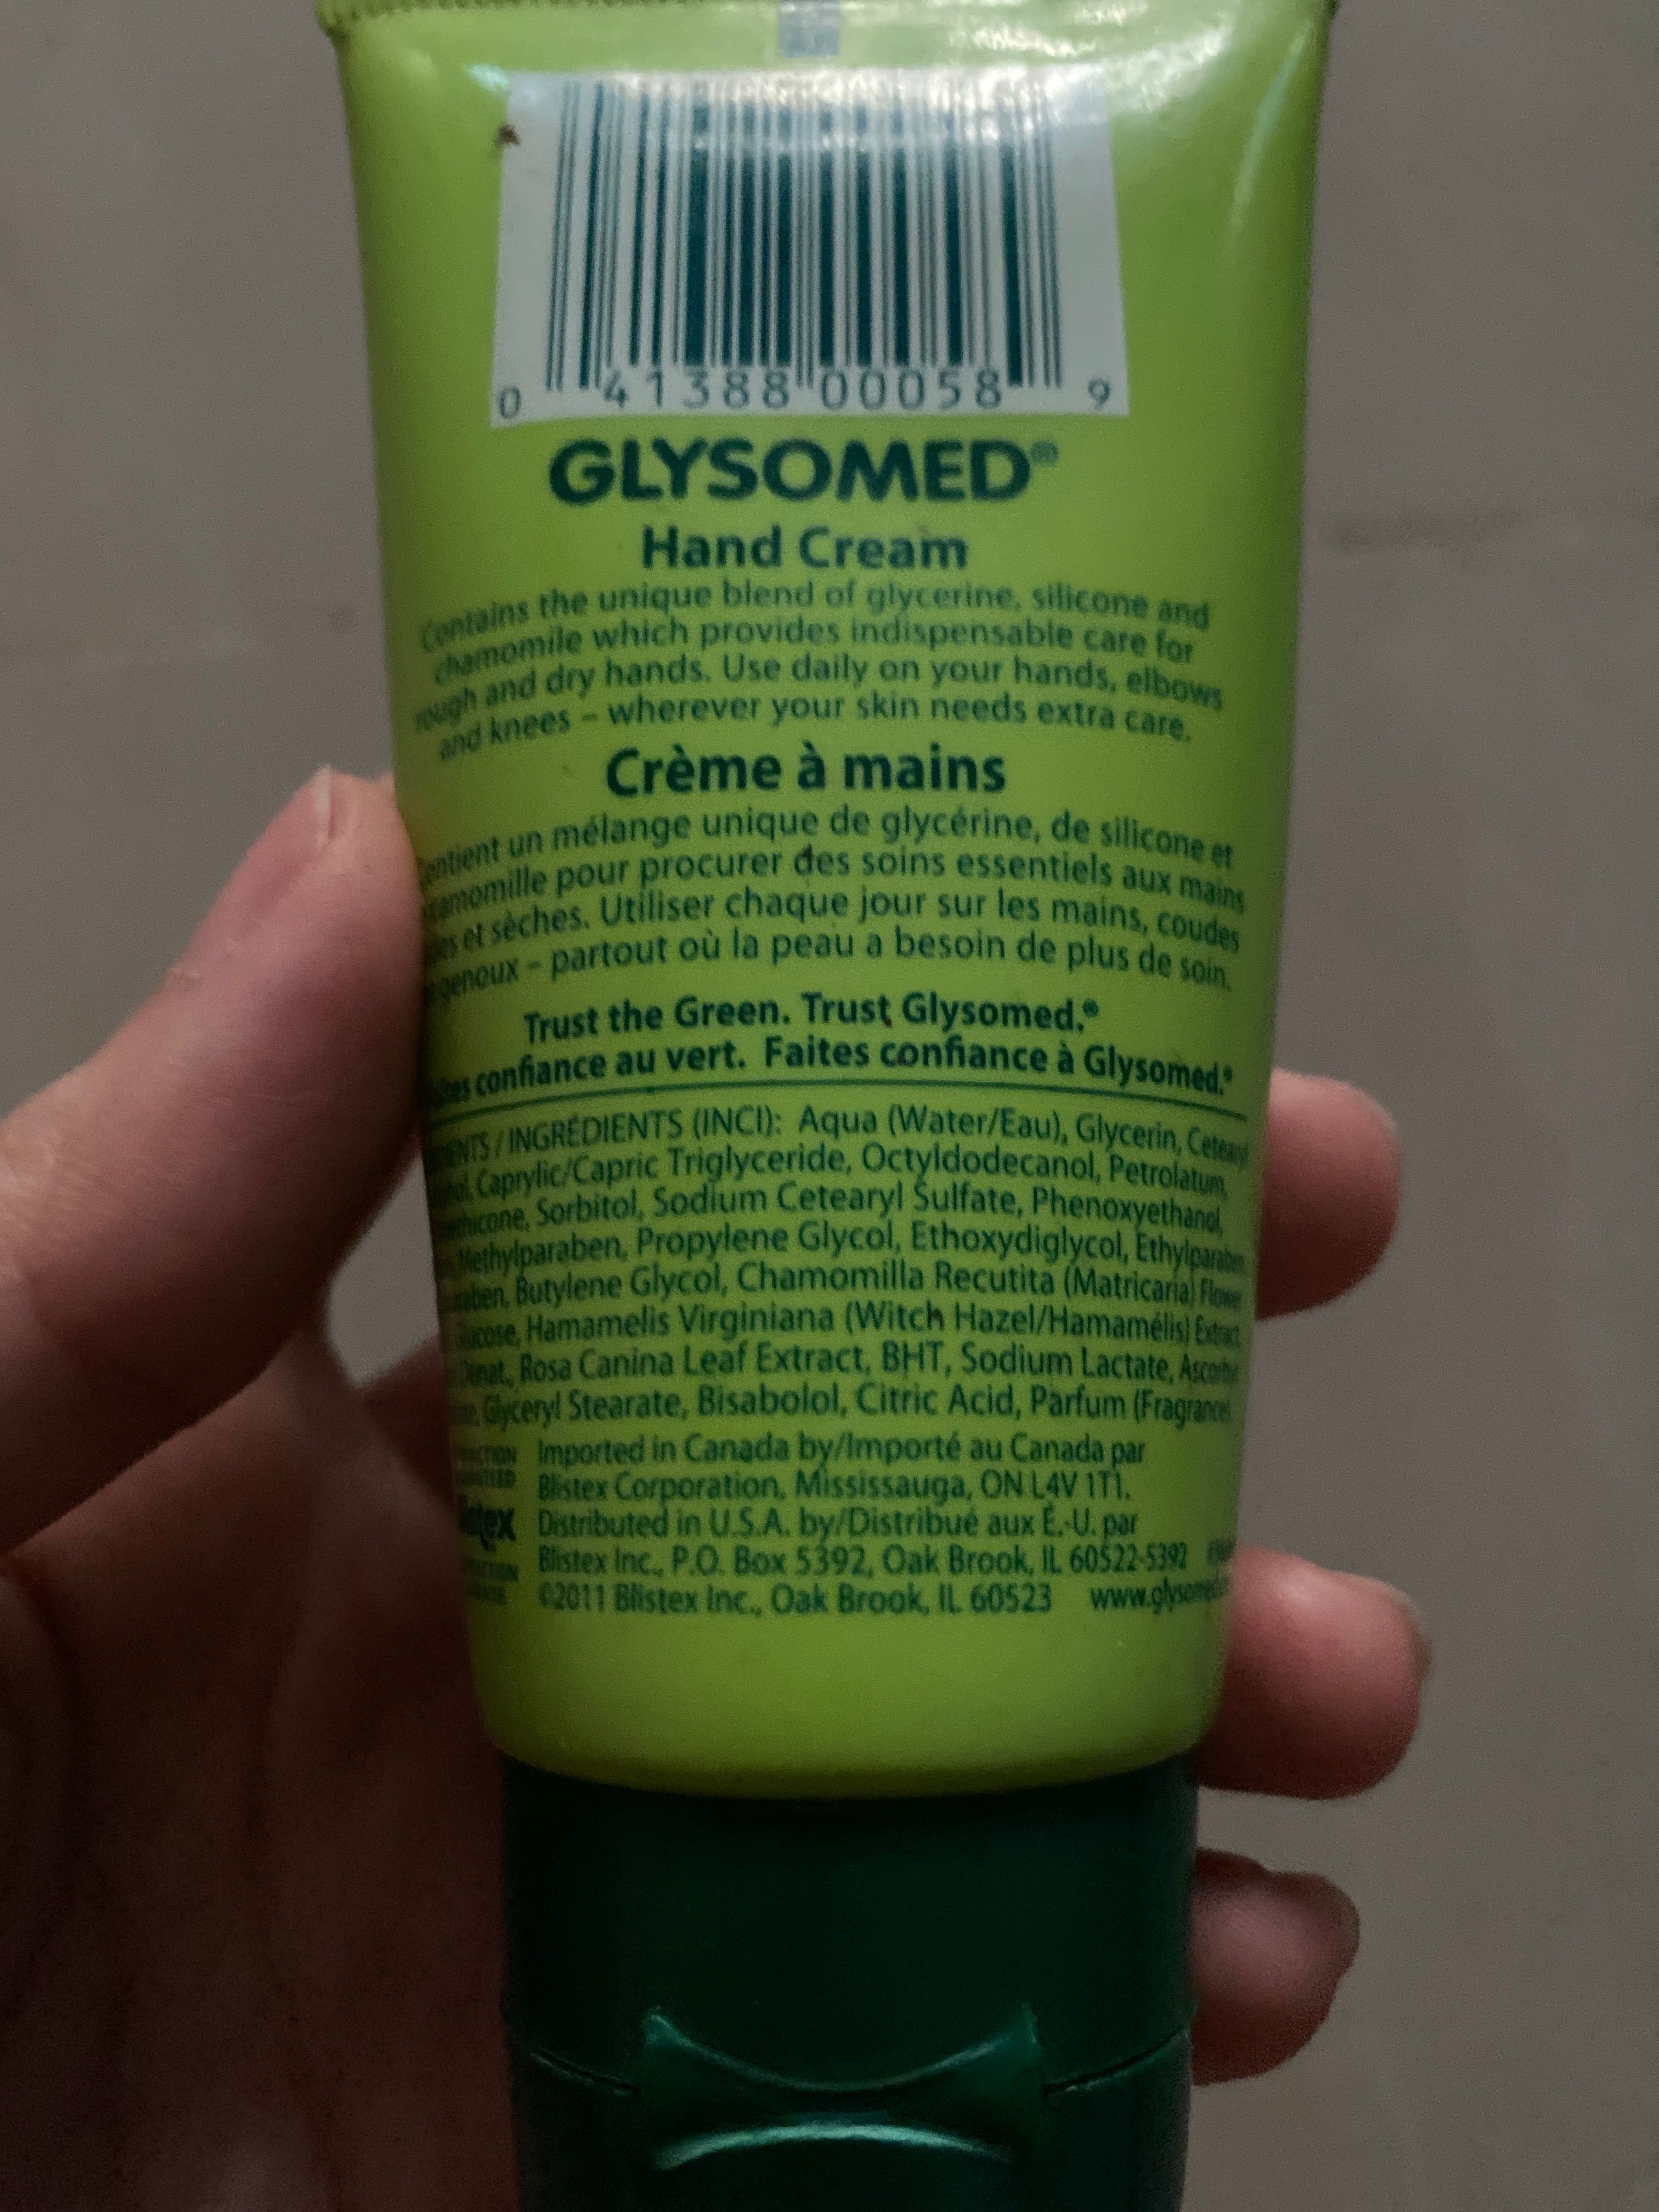 0 41388 00058 9
GLYSOMED®
Hand Cream
Contains the unique blend of glycerine, silicone and
chamomile which provides indispensable care for
rough and dry hands. Use daily on your hands, elbows
and knees – wherever your skin needs extra care.
Crème à mains
Contient un mélange unique de glycérine, de silicone et
camomille pour procurer des soins essentiels aux mains
et sèches. Utiliser chaque jour sur les mains, coudes
genoux – partout où la peau a besoin de plus de soin.
Trust the Green. Trust Glysomed.®
confiance au vert. Faites confiance à Glysomed.®
/ INGRÉDIENTS (INCI): Aqua (Water/Eau), Glycerin, Cetearyl
Caprylic/Capric Triglyceride, Octyldodecanol, Petrolatum,
Sorbitol, Sodium Cetearyl Sulfate, Phenoxyethanol,
Methylparaben, Propylene Glycol, Ethoxydiglycol, Ethylparaben,
Butylene Glycol, Chamomilla Recutita (Matricaria) Flower
Hamamelis Virginiana (Witch Hazel/Hamamélis) Extract,
Rosa Canina Leaf Extract, BHT, Sodium Lactate,
Glyceryl Stearate, Bisabolol, Citric Acid, Parfum (Fragrance).
Imported in Canada by/Importé au Canada par
Blistex Corporation, Mississauga, ON L4V 1T1.
Distributed in U.S.A. by/Distribué aux É.-U. par
Blistex Inc., P.O. Box 5392, Oak Brook, IL 60522-5392
©2011 Blistex Inc., Oak Brook, IL 60523 www.glysomed